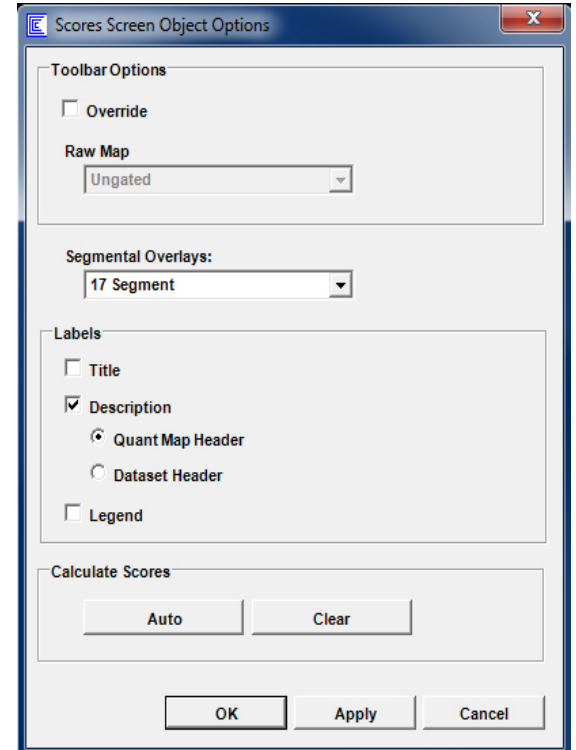 Scores Screen Object Options
Toolbar Options
Override
Raw Map
Ungated
Segmental Overlays:
17 Segment
Labels
Title
Description
Quant Map Header
Dataset Header
Legend
Calculate Scores
Auto Clear
OK Apply Cancel